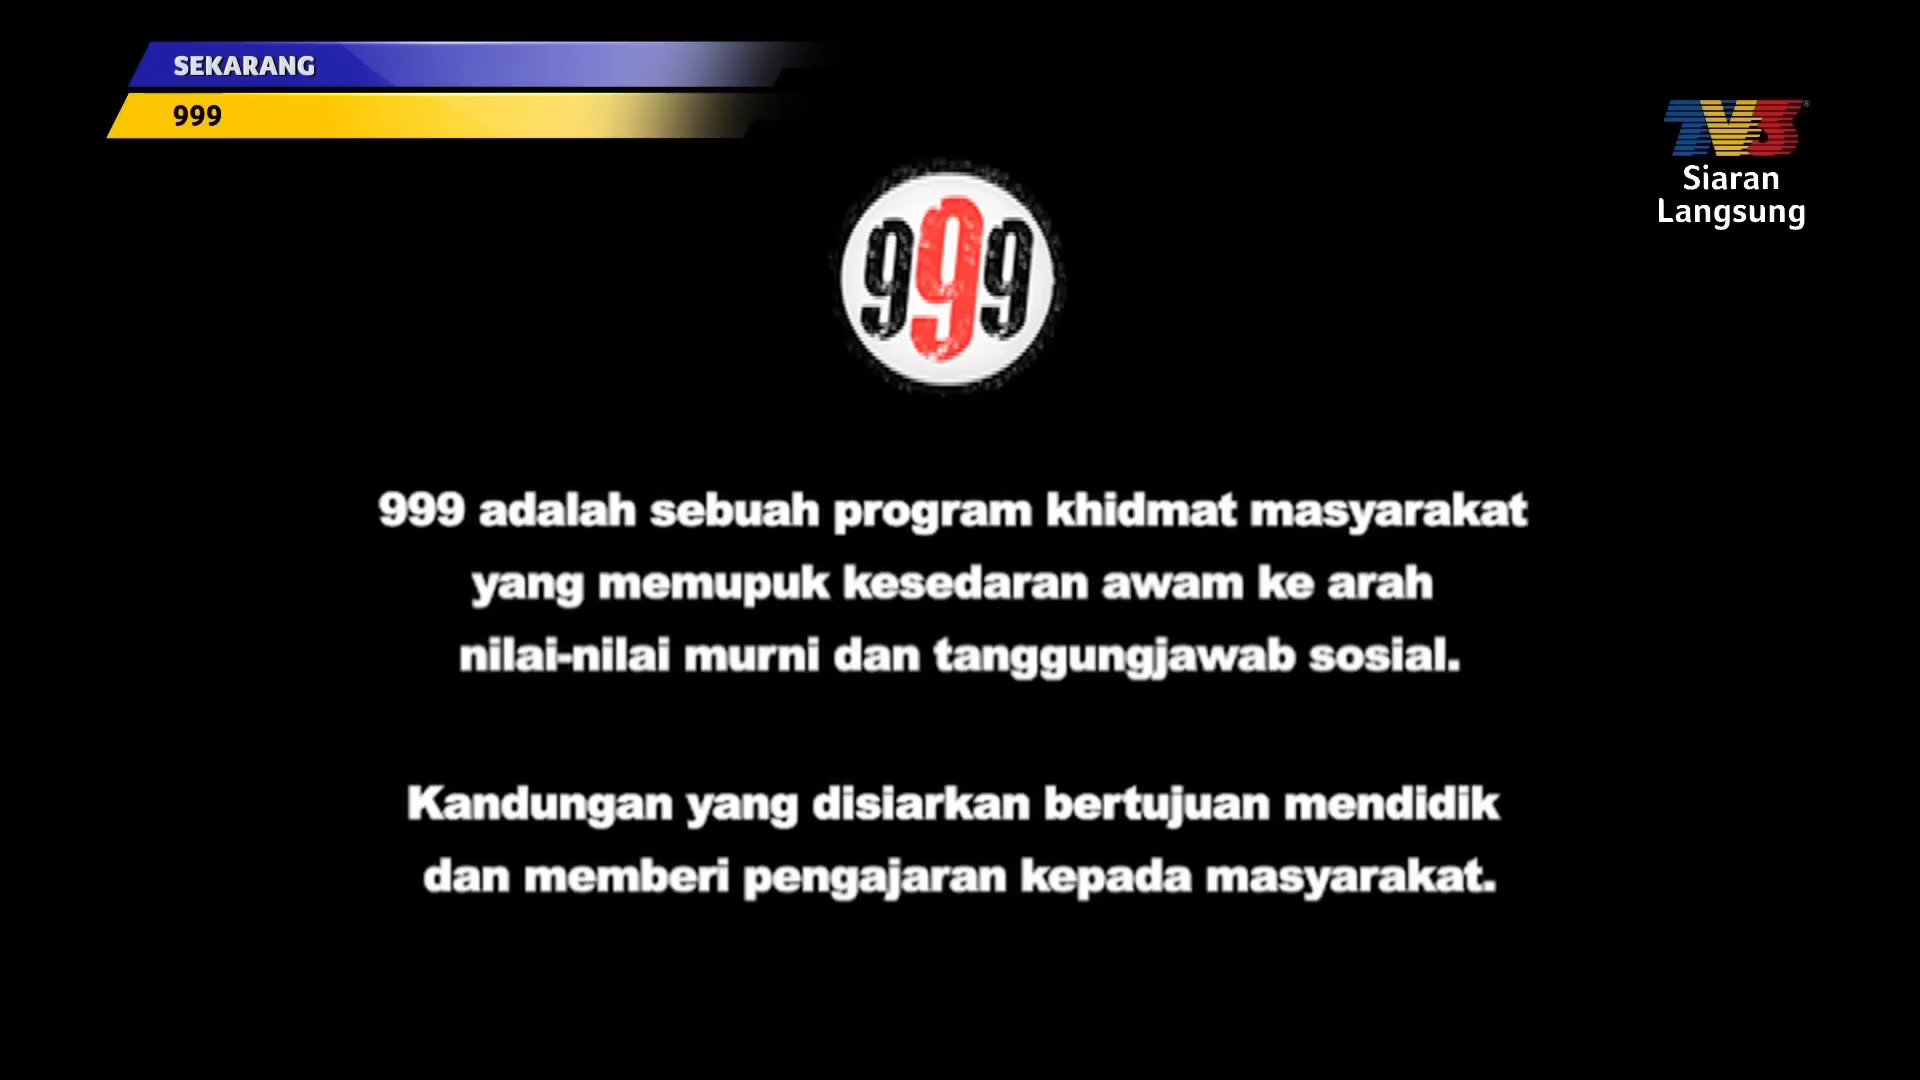 SEKARANG
999
TV3
Siaran
Langsung
999
999 adalah sebuah program khidmat masyarakat
yang memupuk kesedaran awam ke arah
nilai-nilai murni dan tanggungjawab sosial.
Kandungan yang disiarkan bertujuan mendidik
dan memberi pengajaran kepada masyarakat.